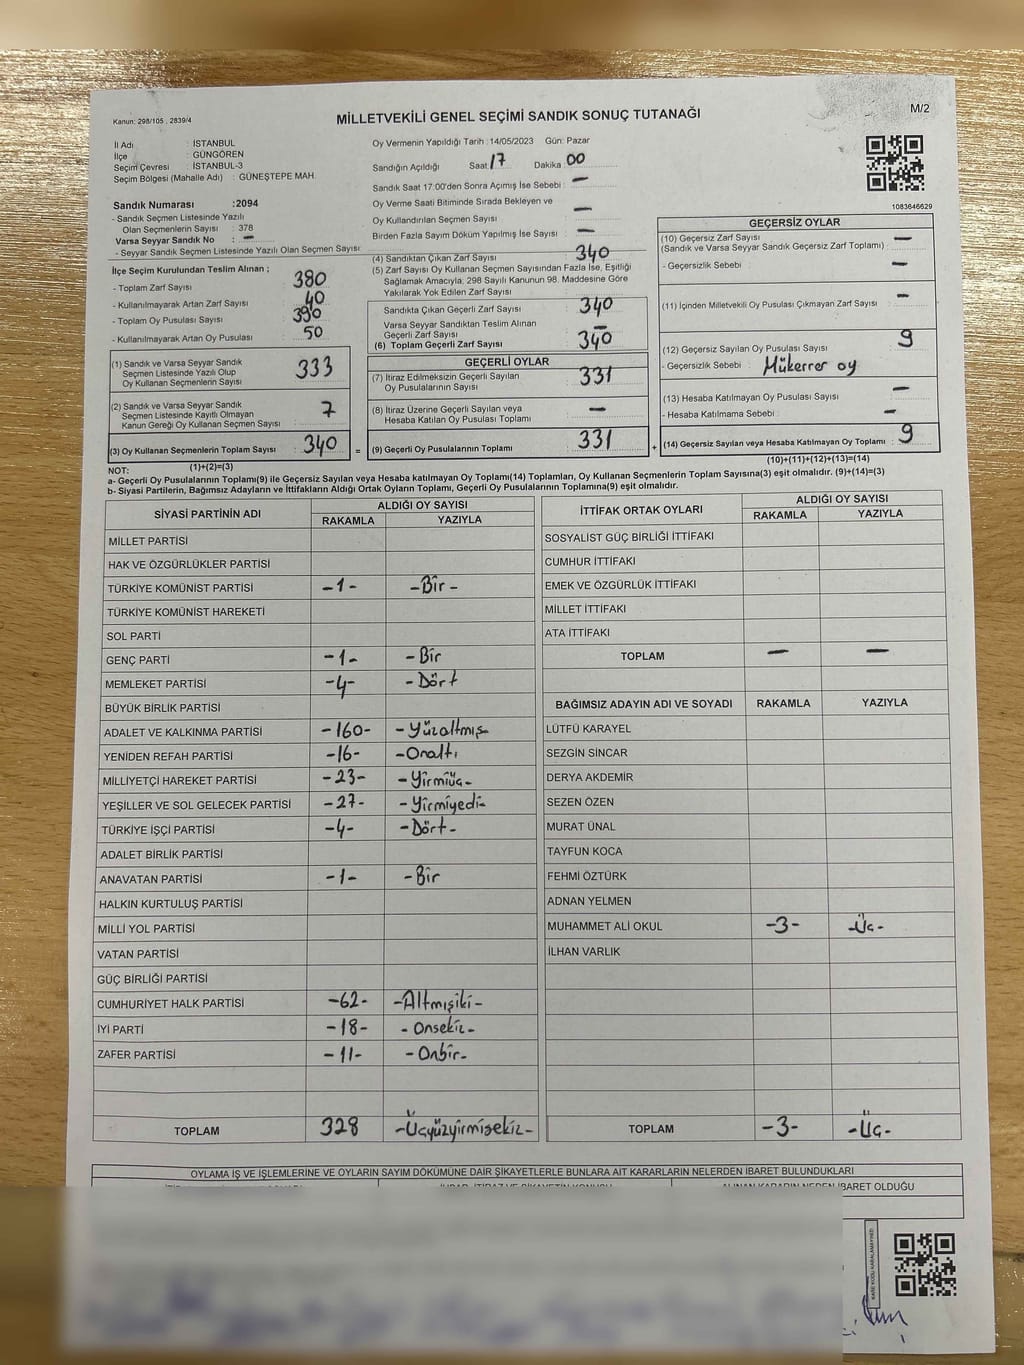 Kanun: 298/105 , 2839/4
MİLLETVEKİLİ GENEL SEÇİMİ SANDIK SONUÇ TUTANAĞI
M/2
İl Adı : İSTANBUL
İlçe : GÜNGÖREN
Seçim Çevresi : İSTANBUL-3
Seçim Bölgesi (Mahalle Adı) : GÜNEŞTEPE MAH.
Sandık Numarası :2094
- Sandık Seçmen Listesinde Yazılı
Olan Seçmenlerin Sayısı : 378
Varsa Seyyar Sandık No : -
- Seyyar Sandık Seçmen Listesinde Yazılı Olan Seçmen Sayısı:
İlçe Seçim Kurulundan Teslim Alınan ;
- Toplam Zarf Sayısı : 380
- Kullanılmayarak Artan Zarf Sayısı : 40
- Toplam Oy Pusulası Sayısı : 390
- Kullanılmayarak Artan Oy Pusulası : 50
(1) Sandık ve Varsa Seyyar Sandık
Seçmen Listesinde Yazılı Olup
Oy Kullanan Seçmenlerin Sayısı : 333
(2) Sandık ve Varsa Seyyar Sandık
Seçmen Listesinde Kayıtlı Olmayan
Kanun Gereği Oy Kullanan Seçmen Sayısı : 7
(3) Oy Kullanan Seçmenlerin Toplam Sayısı : 340
(1)+(2)=(3)
Oy Vermenin Yapıldığı Tarih : 14/05/2023 Gün: Pazar
Sandığın Açıldığı Saat 17 Dakika 00
Sandık Saat 17:00'den Sonra Açımış İse Sebebi : -
Oy Verme Saati Bitiminde Sırada Bekleyen ve
Oy Kullandırılan Seçmen Sayısı : -
Birden Fazla Sayım Döküm Yapılmış İse Sayısı : -
(4) Sandıktan Çıkan Zarf Sayısı : 340
(5) Zarf Sayısı Oy Kullanan Seçmen Sayısından Fazla İse, Eşitliği
Sağlamak Amacıyla, 298 Sayılı Kanunun 98. Maddesine Göre
Yakılarak Yok Edilen Zarf Sayısı :
Sandıkta Çıkan Geçerli Zarf Sayısı : 340
Varsa Seyyar Sandıktan Teslim Alınan
Geçerli Zarf Sayısı : -
(6) Toplam Geçerli Zarf Sayısı : 340
GEÇERLİ OYLAR
(7) İtiraz Edilmeksizin Geçerli Sayılan
Oy Pusulalarının Sayısı : 331
(8) İtiraz Üzerine Geçerli Sayılan veya
Hesaba Katılan Oy Pusulası Toplamı : -
= (9) Geçerli Oy Pusulalarının Toplamı : 331 +
1083646629
GEÇERSİZ OYLAR
(10) Geçersiz Zarf Sayısı
(Sandık ve Varsa Seyyar Sandık Geçersiz Zarf Toplamı) : -
- Geçersizlik Sebebi : -
(11) İçinden Milletvekili Oy Pusulası Çıkmayan Zarf Sayısı : -
(12) Geçersiz Sayılan Oy Pusulası Sayısı : 9
- Geçersizlik Sebebi : Mükerrer oy
(13) Hesaba Katılmayan Oy Pusulası Sayısı : -
- Hesaba Katılmama Sebebi : -
(14) Geçersiz Sayılan veya Hesaba Katılmayan Oy Toplamı : 9
(10)+(11)+(12)+(13)=(14)
NOT:
a- Geçerli Oy Pusulalarının Toplamı(9) ile Geçersiz Sayılan veya Hesaba katılmayan Oy Toplamı(14) Toplamları, Oy Kullanan Seçmenlerin Toplam Sayısına(3) eşit olmalıdır. (9)+(14)=(3)
b- Siyasi Partilerin, Bağımsız Adayların ve İttifakların Aldığı Ortak Oyların Toplamı, Geçerli Oy Pusulalarının Toplamına(9) eşit olmalıdır.
SİYASİ PARTİNİN ADI ALDIĞI OY SAYISI
RAKAMLA YAZIYLA
MİLLET PARTİSİ
HAK VE ÖZGÜRLÜKLER PARTİSİ
TÜRKİYE KOMÜNİST PARTİSİ -1- -Bir-
TÜRKİYE KOMÜNİST HAREKETİ
SOL PARTİ
GENÇ PARTİ -1- -Bir
MEMLEKET PARTİSİ -4- -Dört
BÜYÜK BİRLİK PARTİSİ
ADALET VE KALKINMA PARTİSİ -160- -Yüzaltmış-
YENİDEN REFAH PARTİSİ -16- -Onaltı
MİLLİYETÇİ HAREKET PARTİSİ -23- -Yirmiüç-
YEŞİLLER VE SOL GELECEK PARTİSİ -27- -Yirmiyedi-
TÜRKİYE İŞÇİ PARTİSİ -4- -Dört-
ADALET BİRLİK PARTİSİ
ANAVATAN PARTİSİ -1- -Bir
HALKIN KURTULUŞ PARTİSİ
MİLLİ YOL PARTİSİ
VATAN PARTİSİ
GÜÇ BİRLİĞİ PARTİSİ
CUMHURİYET HALK PARTİSİ -62- -Altmışiki-
İYİ PARTİ -18- -Onsekiz-
ZAFER PARTİSİ -11- -Onbir-
TOPLAM 328 -Üçyüzyirmisekiz-
İTTİFAK ORTAK OYLARI ALDIĞI OY SAYISI
RAKAMLA YAZIYLA
SOSYALİST GÜÇ BİRLİĞİ İTTİFAKI
CUMHUR İTTİFAKI
EMEK VE ÖZGÜRLÜK İTTİFAKI
MİLLET İTTİFAKI
ATA İTTİFAKI
TOPLAM - -
BAĞIMSIZ ADAYIN ADI VE SOYADI RAKAMLA YAZIYLA
LÜTFÜ KARAYEL
SEZGİN SİNCAR
DERYA AKDEMİR
SEZEN ÖZEN
MURAT ÜNAL
TAYFUN KOCA
FEHMİ ÖZTÜRK
ADNAN YELMEN
MUHAMMET ALİ OKUL -3- -Üç-
İLHAN VARLIK
TOPLAM -3- -Üç-
OYLAMA İŞ VE İŞLEMLERİNE VE OYLARIN SAYIM DÖKÜMÜNE DAİR ŞİKAYETLERLE BUNLARA AİT KARARLARIN NELERDEN İBARET BULUNDUKLARI
ALINAN KARARIN NEDEN İBARET OLDUĞU
KARE KODU KARALAMAYINIZ!